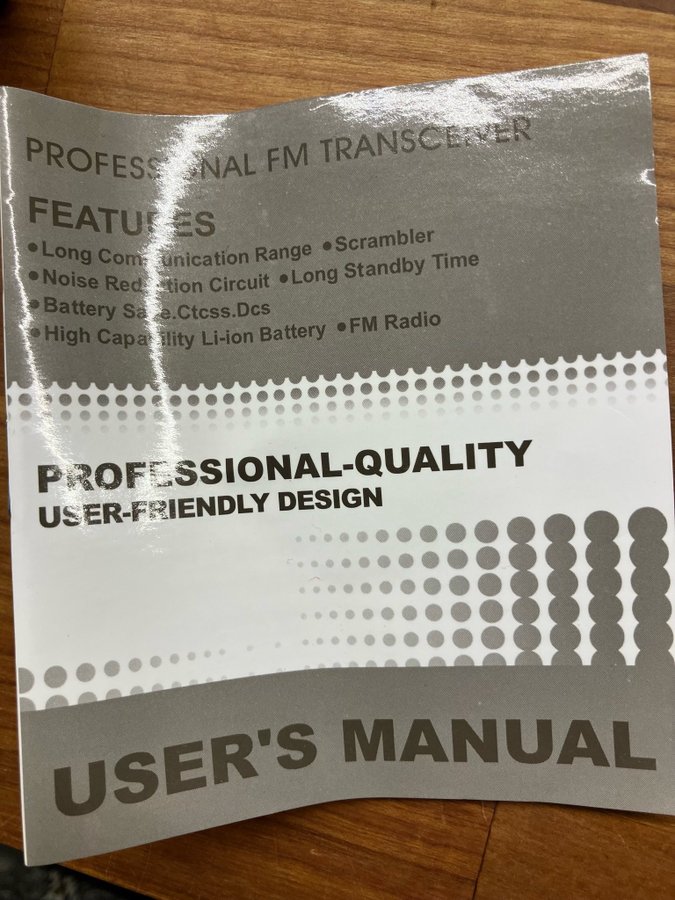 PROFESSIONAL FM TRANSCEIVER
FEATURES
•Long Communication Range •Scrambler
•Noise Reduction Circuit •Long Standby Time
•Battery Save.Ctcss.Dcs
•High Capability Li-ion Battery •FM Radio
PROFESSIONAL-QUALITY
USER-FRIENDLY DESIGN
USER'S MANUAL